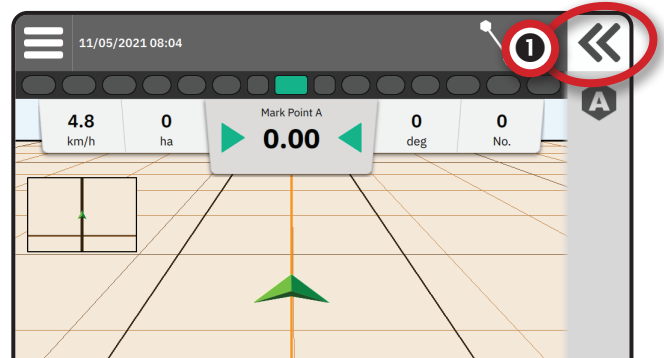 11/05/2021 08:04
1
A
4.8
km/h
0
ha
Mark Point A
0.00
0
deg
0
No.